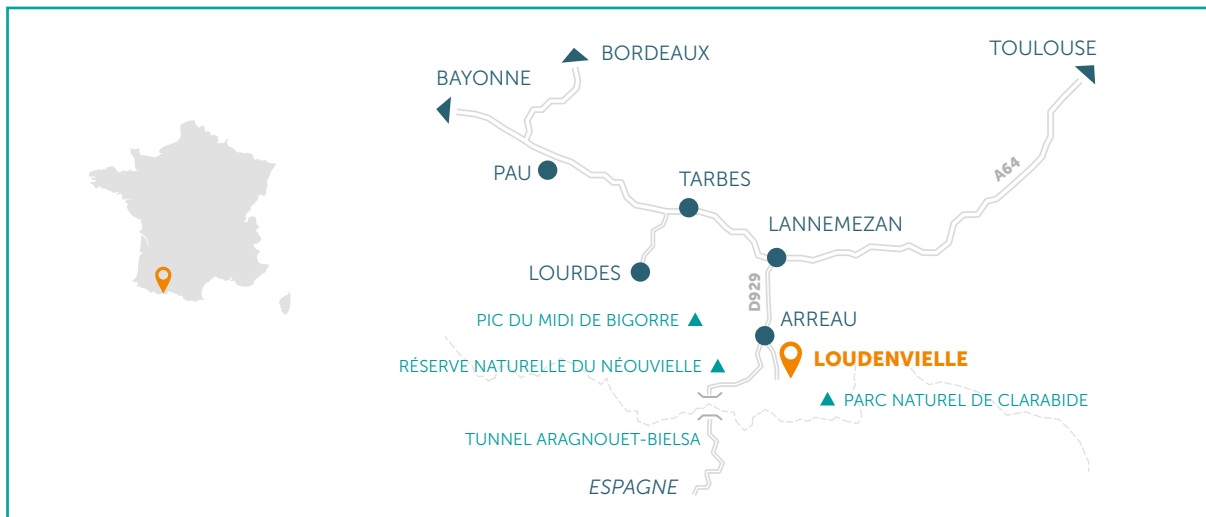 TOULOUSE
BORDEAUX
BAYONNE
A64
PAU
TARBES
LANNEMEZAN
LOURDES
D929
PIC DU MIDI DE BIGORRE
ARREAU
LOUDENVIELLE
RÉSERVE NATURELLE DU NÉOUVIELLE
PARC NATUREL DE CLARABIDE
TUNNEL ARAGNOUET-BIELSA
ESPAGNE